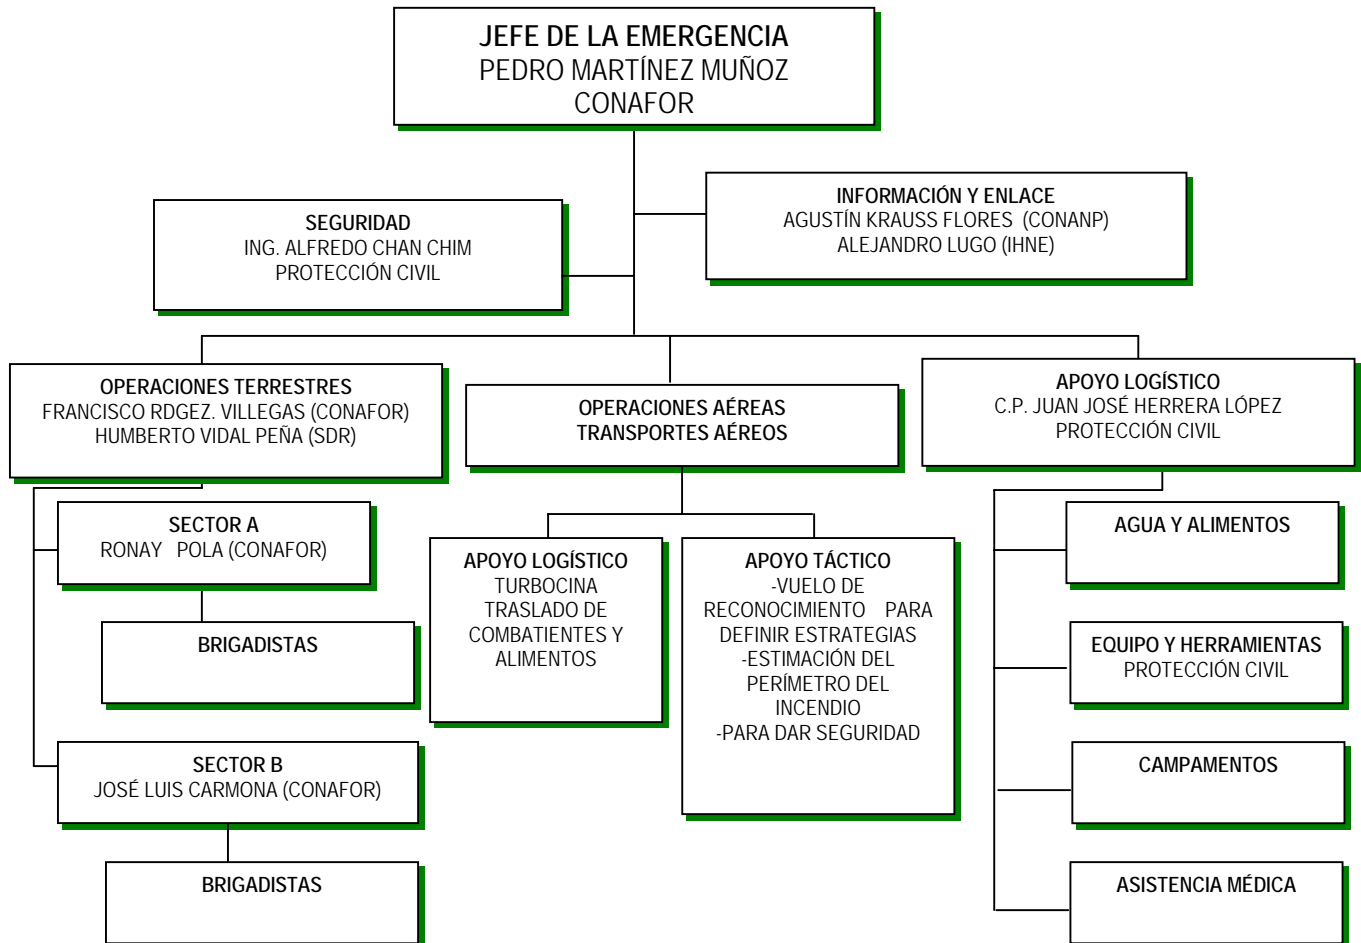 JEFE DE LA EMERGENCIA
PEDRO MARTÍNEZ MUÑOZ
CONAFOR
INFORMACIÓN Y ENLACE
AGUSTÍN KRAUSS FLORES (CONANP)
ALEJANDRO LUGO (IHNE)
SEGURIDAD
ING. ALFREDO CHAN CHIM
PROTECCIÓN CIVIL
OPERACIONES TERRESTRES
FRANCISCO RDGEZ. VILLEGAS (CONAFOR)
HUMBERTO VIDAL PEÑA (SDR)
OPERACIONES AÉREAS
TRANSPORTES AÉREOS
APOYO LOGÍSTICO
C.P. JUAN JOSÉ HERRERA LÓPEZ
PROTECCIÓN CIVIL
SECTOR A
RONAY POLA (CONAFOR)
BRIGADISTAS
SECTOR B
JOSÉ LUIS CARMONA (CONAFOR)
BRIGADISTAS
APOYO LOGÍSTICO
TURBOCINA
TRASLADO DE
COMBATIENTES Y
ALIMENTOS
APOYO TÁCTICO
-VUELO DE
RECONOCIMIENTO PARA
DEFINIR ESTRATEGIAS
-ESTIMACIÓN DEL
PERÍMETRO DEL
INCENDIO
-PARA DAR SEGURIDAD
AGUA Y ALIMENTOS
EQUIPO Y HERRAMIENTAS
PROTECCIÓN CIVIL
CAMPAMENTOS
ASISTENCIA MÉDICA